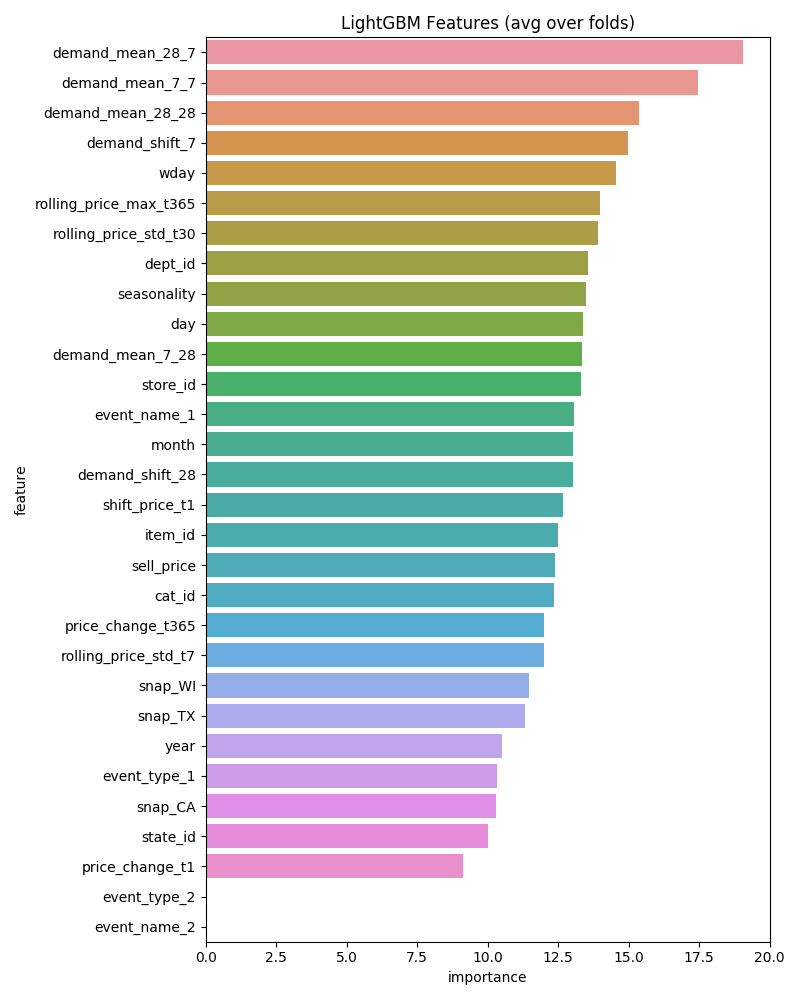 LightGBM Features (avg over folds)
demand_mean_28_7
demand_mean_7_7
demand_mean_28_28
demand_shift_7
wday
rolling_price_max_t365
rolling_price_std_t30
dept_id
seasonality
day
demand_mean_7_28
store_id
event_name_1
month
demand_shift_28
shift_price_t1
item_id
sell_price
cat_id
price_change_t365
rolling_price_std_t7
snap_WI
snap_TX
year
event_type_1
snap_CA
state_id
price_change_t1
event_type_2
event_name_2
feature
0.0 2.5 5.0 7.5 10.0 12.5 15.0 17.5 20.0
importance